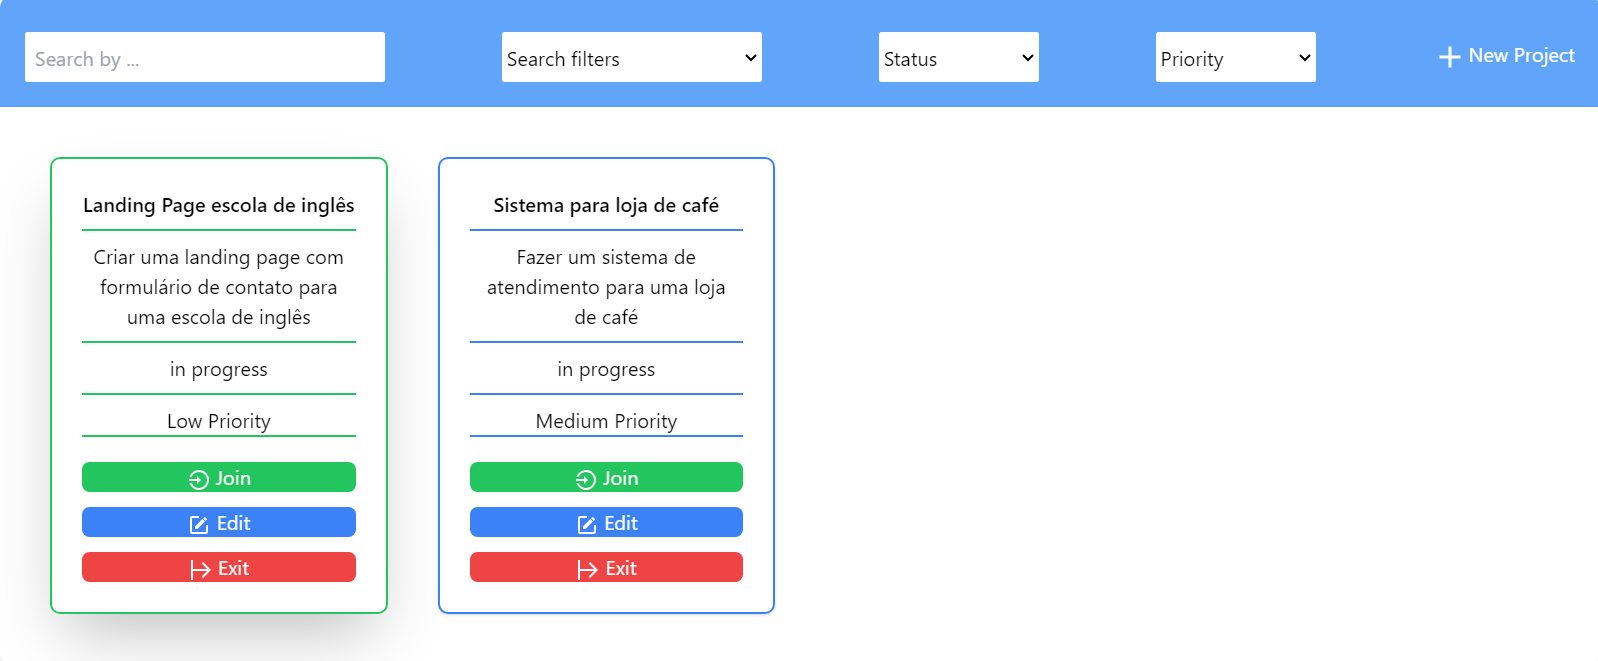 Search by ...
Search filters
Status
Priority
New Project
Landing Page escola de inglês
Criar uma landing page com
formulário de contato para
uma escola de inglês
in progress
Low Priority
Join
Edit
Exit
Sistema para loja de café
Fazer um sistema de
atendimento para uma loja
de café
in progress
Medium Priority
Join
Edit
Exit